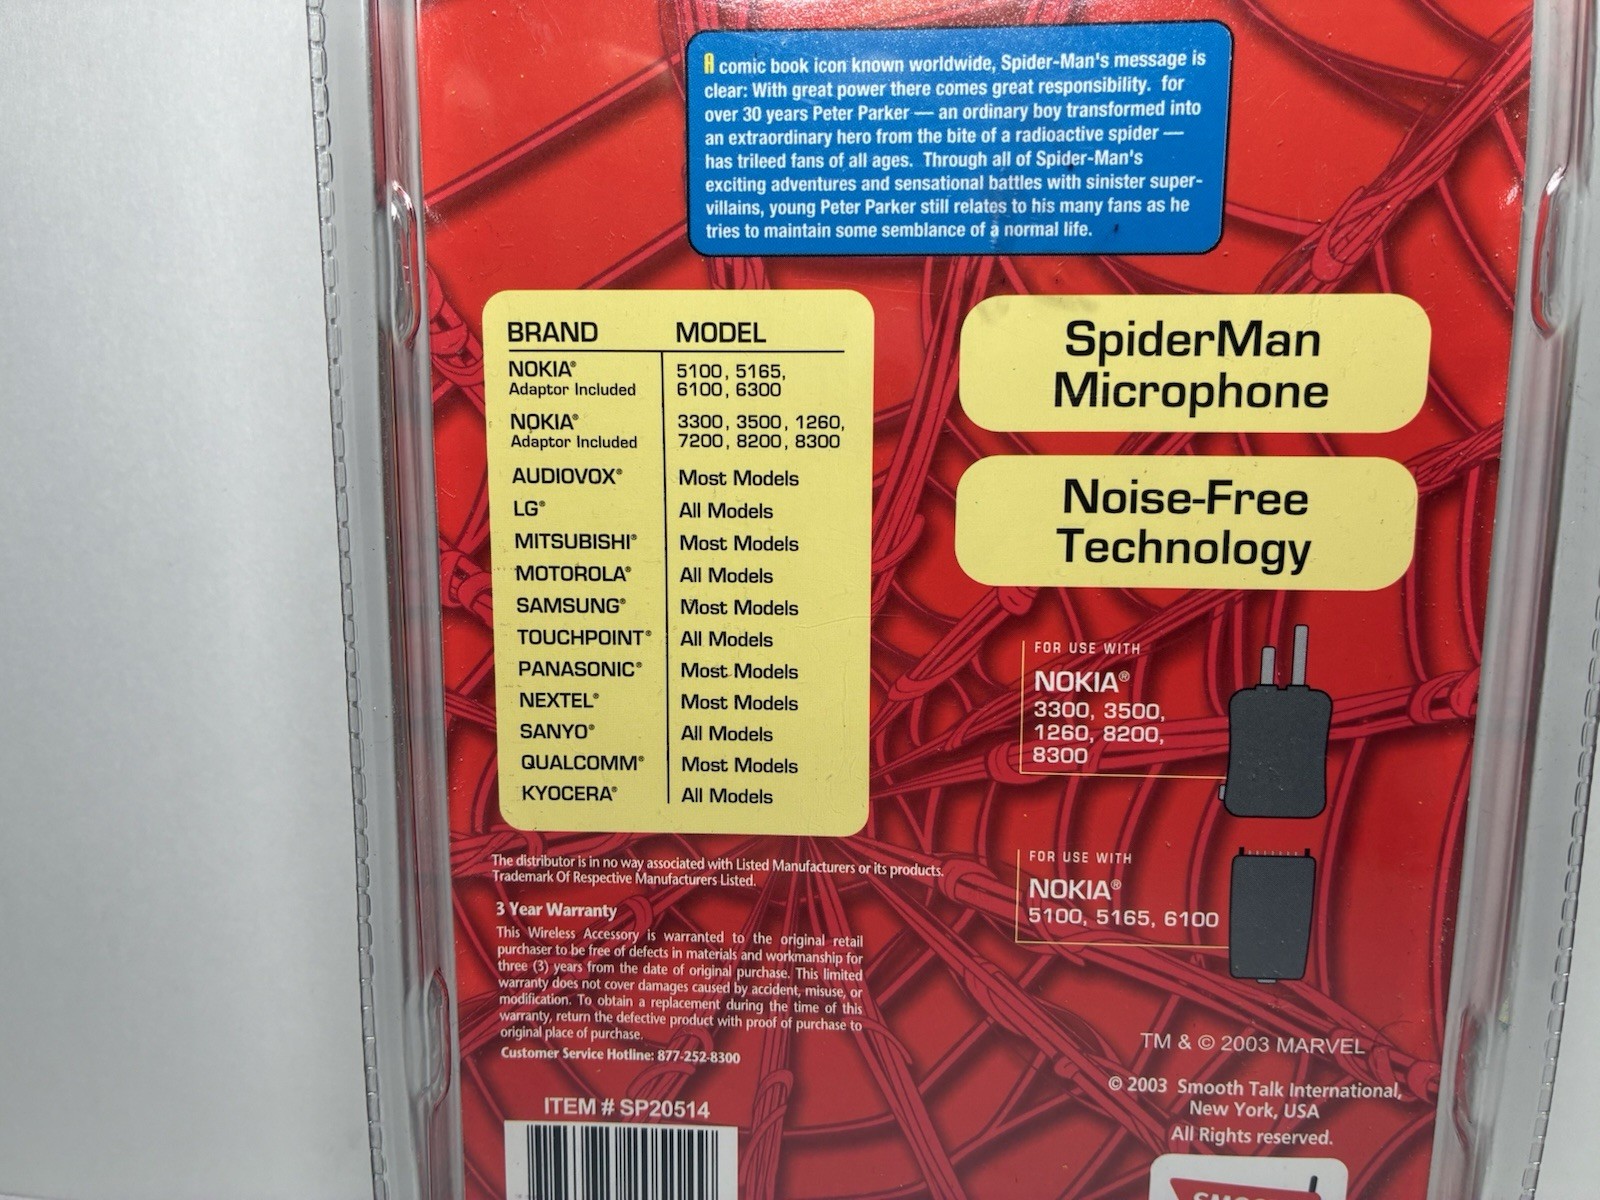 A comic book icon known worldwide, Spider-Man's message is
clear: With great power there comes great responsibility. for
over 30 years Peter Parker — an ordinary boy transformed into
an extraordinary hero from the bite of a radioactive spider —
has trileed fans of all ages. Through all of Spider-Man's
exciting adventures and sensational battles with sinister super-
villains, young Peter Parker still relates to his many fans as he
tries to maintain some semblance of a normal life.
BRAND MODEL
NOKIA® 5100, 5165,
Adaptor Included 6100, 6300
NOKIA® 3300, 3500, 1260,
Adaptor Included 7200, 8200, 8300
AUDIOVOX® Most Models
LG® All Models
MITSUBISHI® Most Models
MOTOROLA® All Models
SAMSUNG® Most Models
TOUCHPOINT® All Models
PANASONIC® Most Models
NEXTEL® Most Models
SANYO® All Models
QUALCOMM® Most Models
KYOCERA® All Models
SpiderMan
Microphone
Noise-Free
Technology
FOR USE WITH
NOKIA®
3300, 3500,
1260, 8200,
8300
FOR USE WITH
NOKIA®
5100, 5165, 6100
The distributor is in no way associated with Listed Manufacturers or its products.
Trademark Of Respective Manufacturers Listed.
3 Year Warranty
This Wireless Accessory is warranted to the original retail
purchaser to be free of defects in materials and workmanship for
three (3) years from the date of original purchase. This limited
warranty does not cover damages caused by accident, misuse, or
modification. To obtain a replacement during the time of this
warranty, return the defective product with proof of purchase to
original place of purchase.
Customer Service Hotline: 877-252-8300
ITEM # SP20514
TM & © 2003 MARVEL
© 2003 Smooth Talk International,
New York, USA
All Rights reserved.